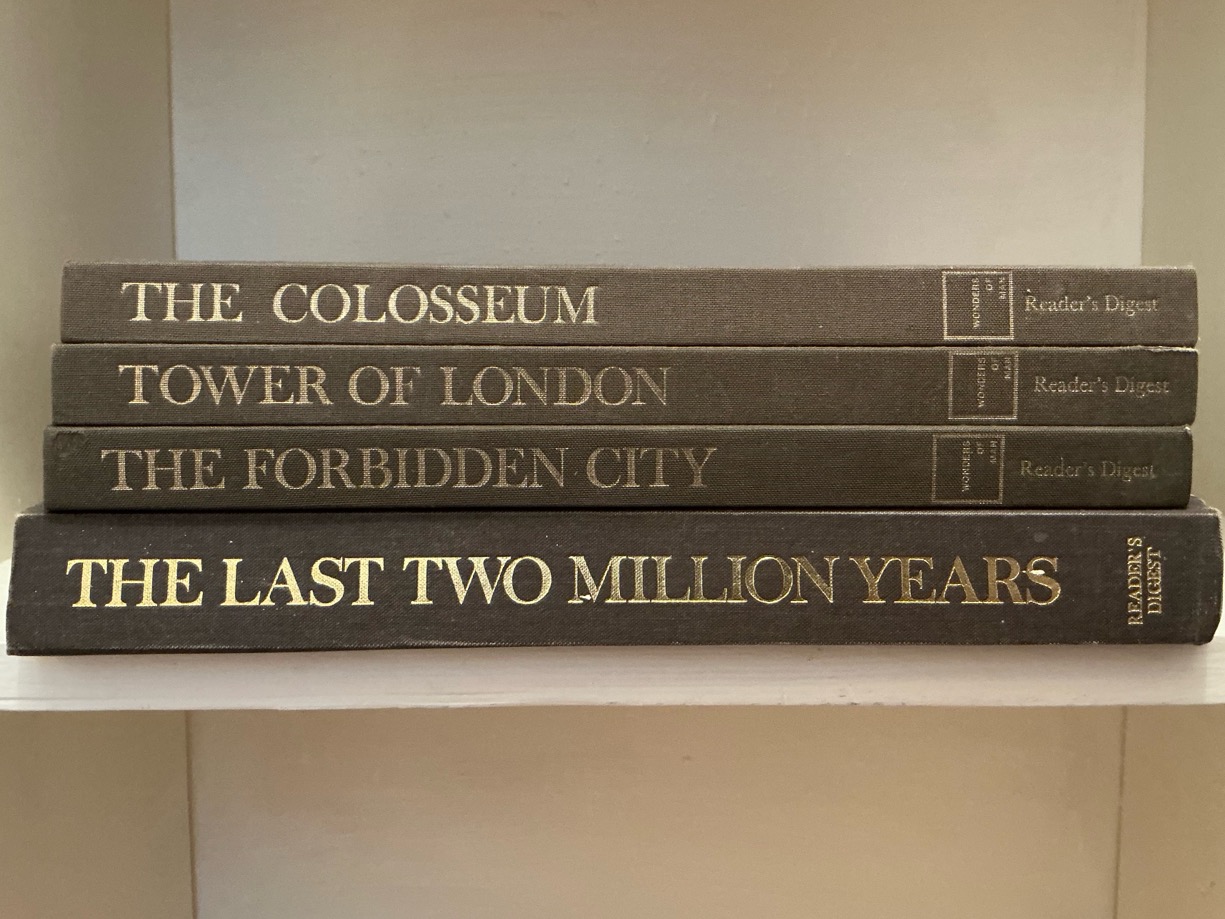 THE COLOSSEUM
WONDERS
OF
MAN
Reader's Digest
TOWER OF LONDON
WONDERS
OF
MAN
Reader's Digest
THE FORBIDDEN CITY
WONDERS
OF
MAN
Reader's Digest
THE LAST TWO MILLION YEARS
READER'S
DIGEST